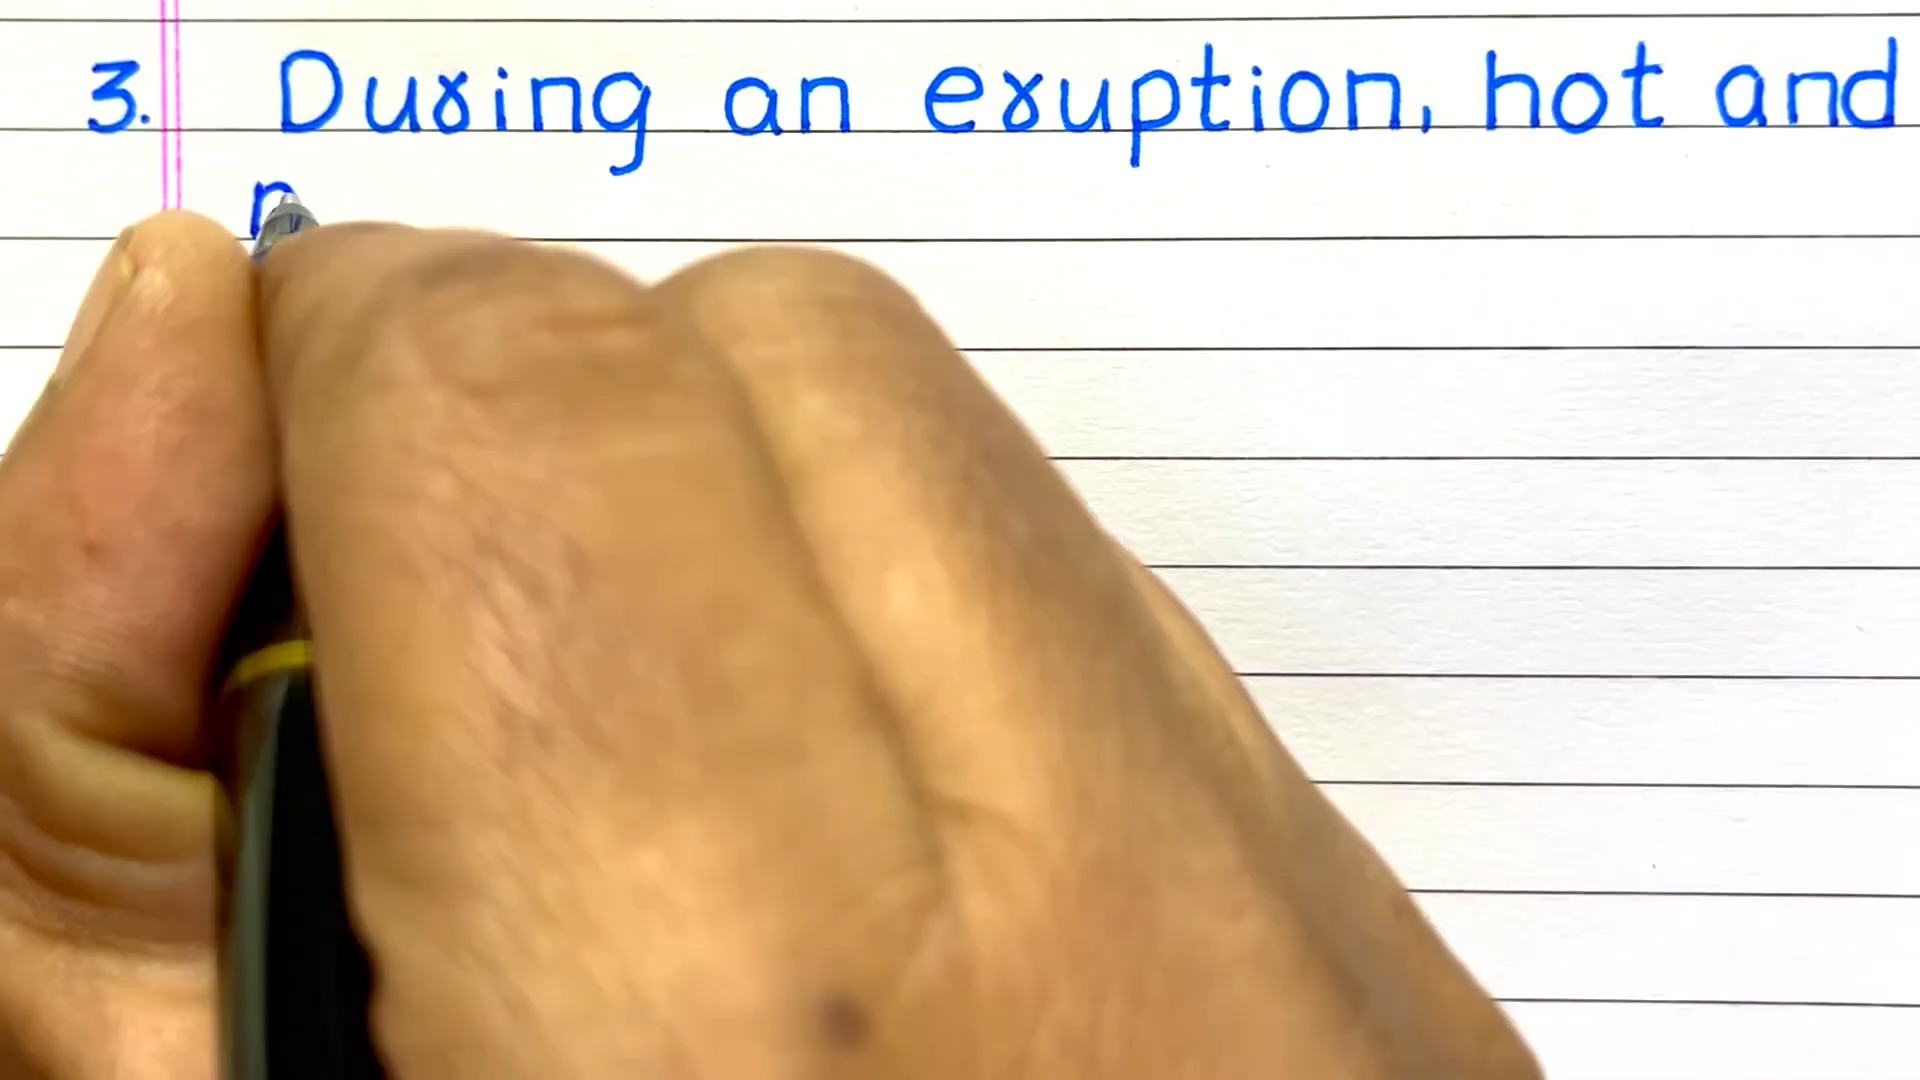 3. During an eruption, hot and